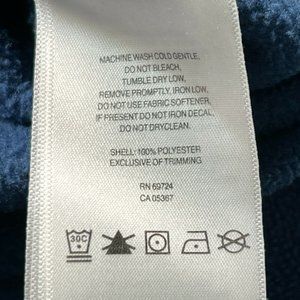 MACHINE WASH COLD GENTLE,
DO NOT BLEACH,
TUMBLE DRY LOW,
REMOVE PROMPTLY, IRON LOW,
DO NOT USE FABRIC SOFTENER,
IF PRESENT DO NOT IRON DECAL,
DO NOT DRYCLEAN.
SHELL: 100% POLYESTER
EXCLUSIVE OF TRIMMING
RN 69724
CA 05367
30C